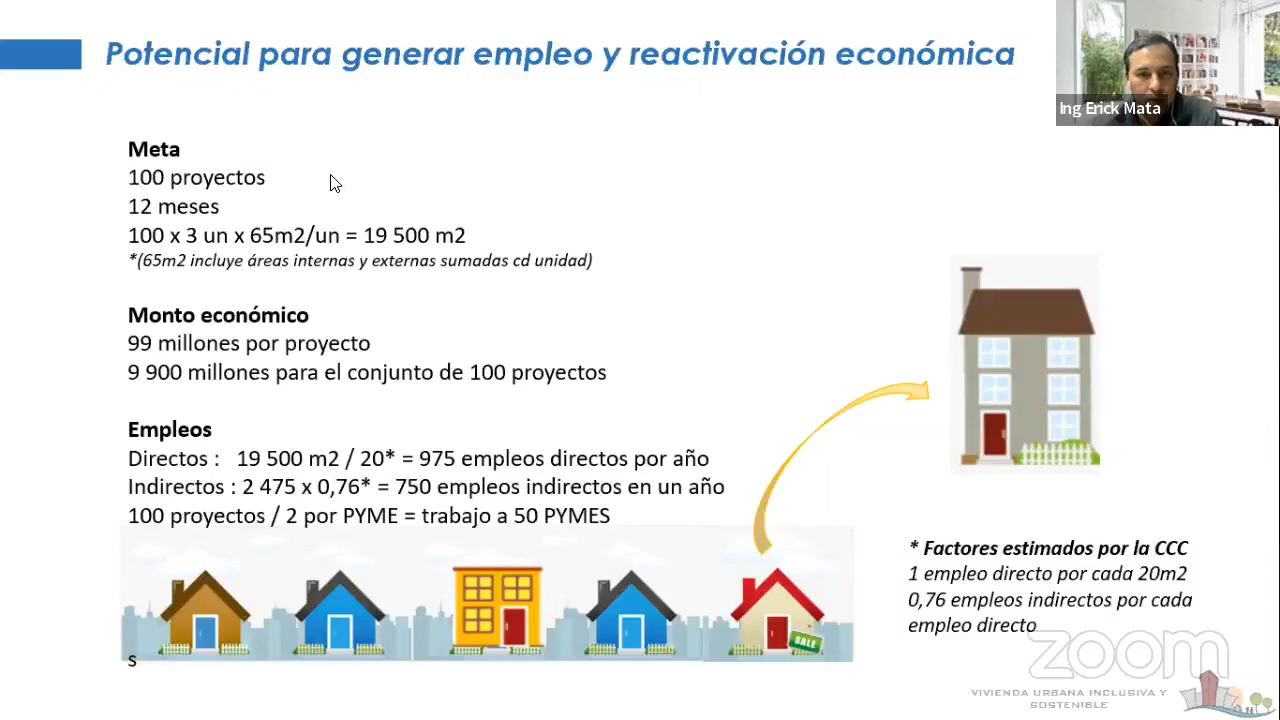 Potencial para generar empleo y reactivación económica
Ing Erick Mata
Meta
100 proyectos
12 meses
100 x 3 un x 65m2/un = 19 500 m2
*(65m2 incluye áreas internas y externas sumadas cd unidad)
Monto económico
99 millones por proyecto
9 900 millones para el conjunto de 100 proyectos
Empleos
Directos : 19 500 m2 / 20* = 975 empleos directos por año
Indirectos : 2 475 x 0,76* = 750 empleos indirectos en un año
100 proyectos / 2 por PYME = trabajo a 50 PYMES
SALE
s
* Factores estimados por la CCC
1 empleo directo por cada 20m2
0,76 empleos indirectos por cada
empleo directo
zoom
VIVIENDA URBANA INCLUSIVA Y
SOSTENIBLE